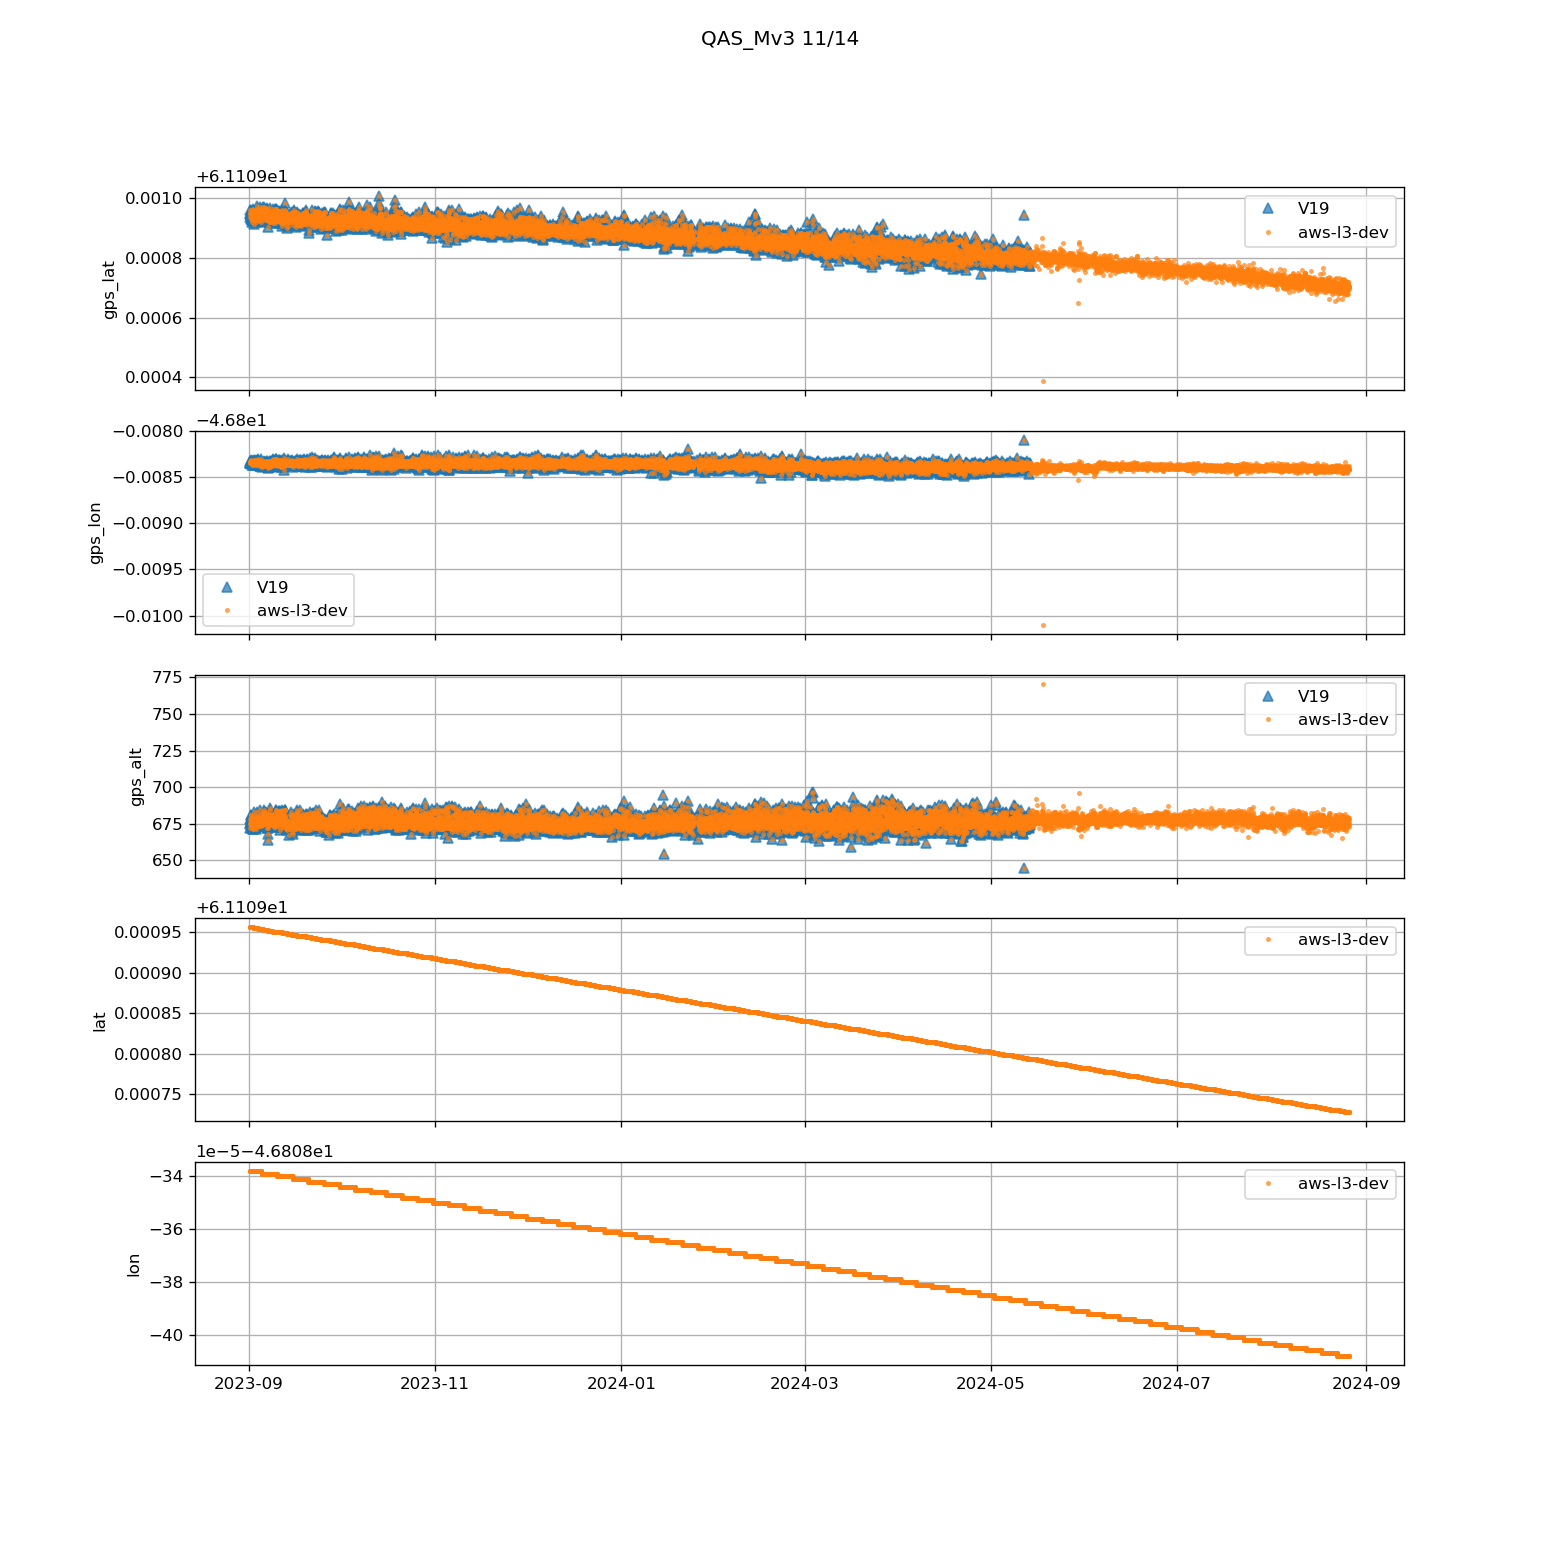 QAS_Mv3 11/14
+6.1109e1
0.0010
0.0008
0.0006
0.0004
gps_lat
V19
aws-l3-dev
−4.68e1
−0.0080
−0.0085
−0.0090
−0.0095
−0.0100
gps_lon
V19
aws-l3-dev
775
750
725
700
675
650
gps_alt
V19
aws-l3-dev
+6.1109e1
0.00095
0.00090
0.00085
0.00080
0.00075
lat
aws-l3-dev
1e−5−4.6808e1
−34
−36
−38
−40
lon
aws-l3-dev
2023-09 2023-11 2024-01 2024-03 2024-05 2024-07 2024-09